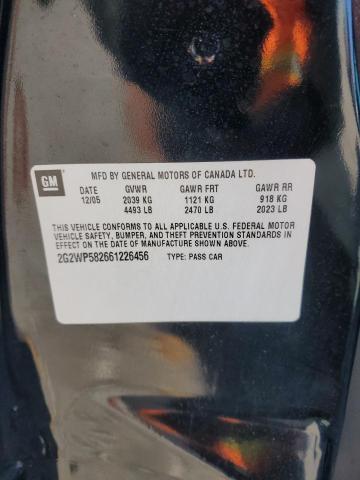 GM
MFD BY GENERAL MOTORS OF CANADA LTD.
DATE GVWR GAWR FRT GAWR RR
12/05 2039 KG 1121 KG 918 KG
4493 LB 2470 LB 2023 LB
THIS VEHICLE CONFORMS TO ALL APPLICABLE U.S. FEDERAL MOTOR
VEHICLE SAFETY, BUMPER, AND THEFT PREVENTION STANDARDS IN
EFFECT ON THE DATE OF MANUFACTURE SHOWN ABOVE.
2G2WP582661226456 TYPE: PASS CAR